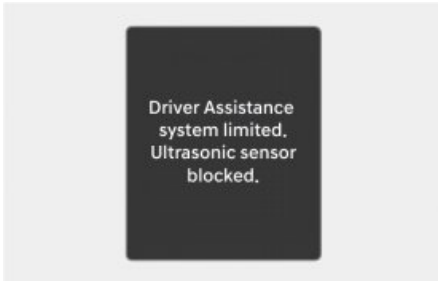 Driver Assistance
system limited.
Ultrasonic sensor
blocked.